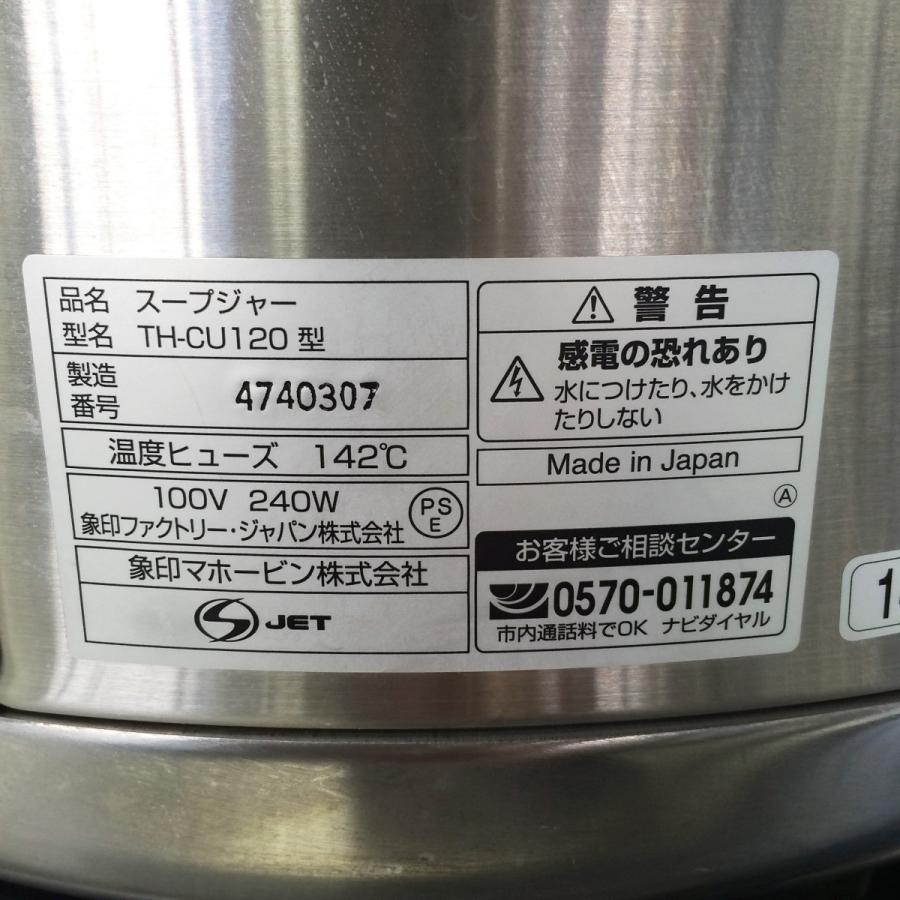 品名 スープジャー
型名 TH-CU120 型
製造
番号 4740307
温度ヒューズ 142℃
100V 240W
象印ファクトリー・ジャパン株式会社
PS
E
象印マホービン株式会社
S JET
警告
感電の恐れあり
水につけたり、水をかけ
たりしない
Made in Japan
A
お客様ご相談センター
0570-011874
市内通話料でOK ナビダイヤル